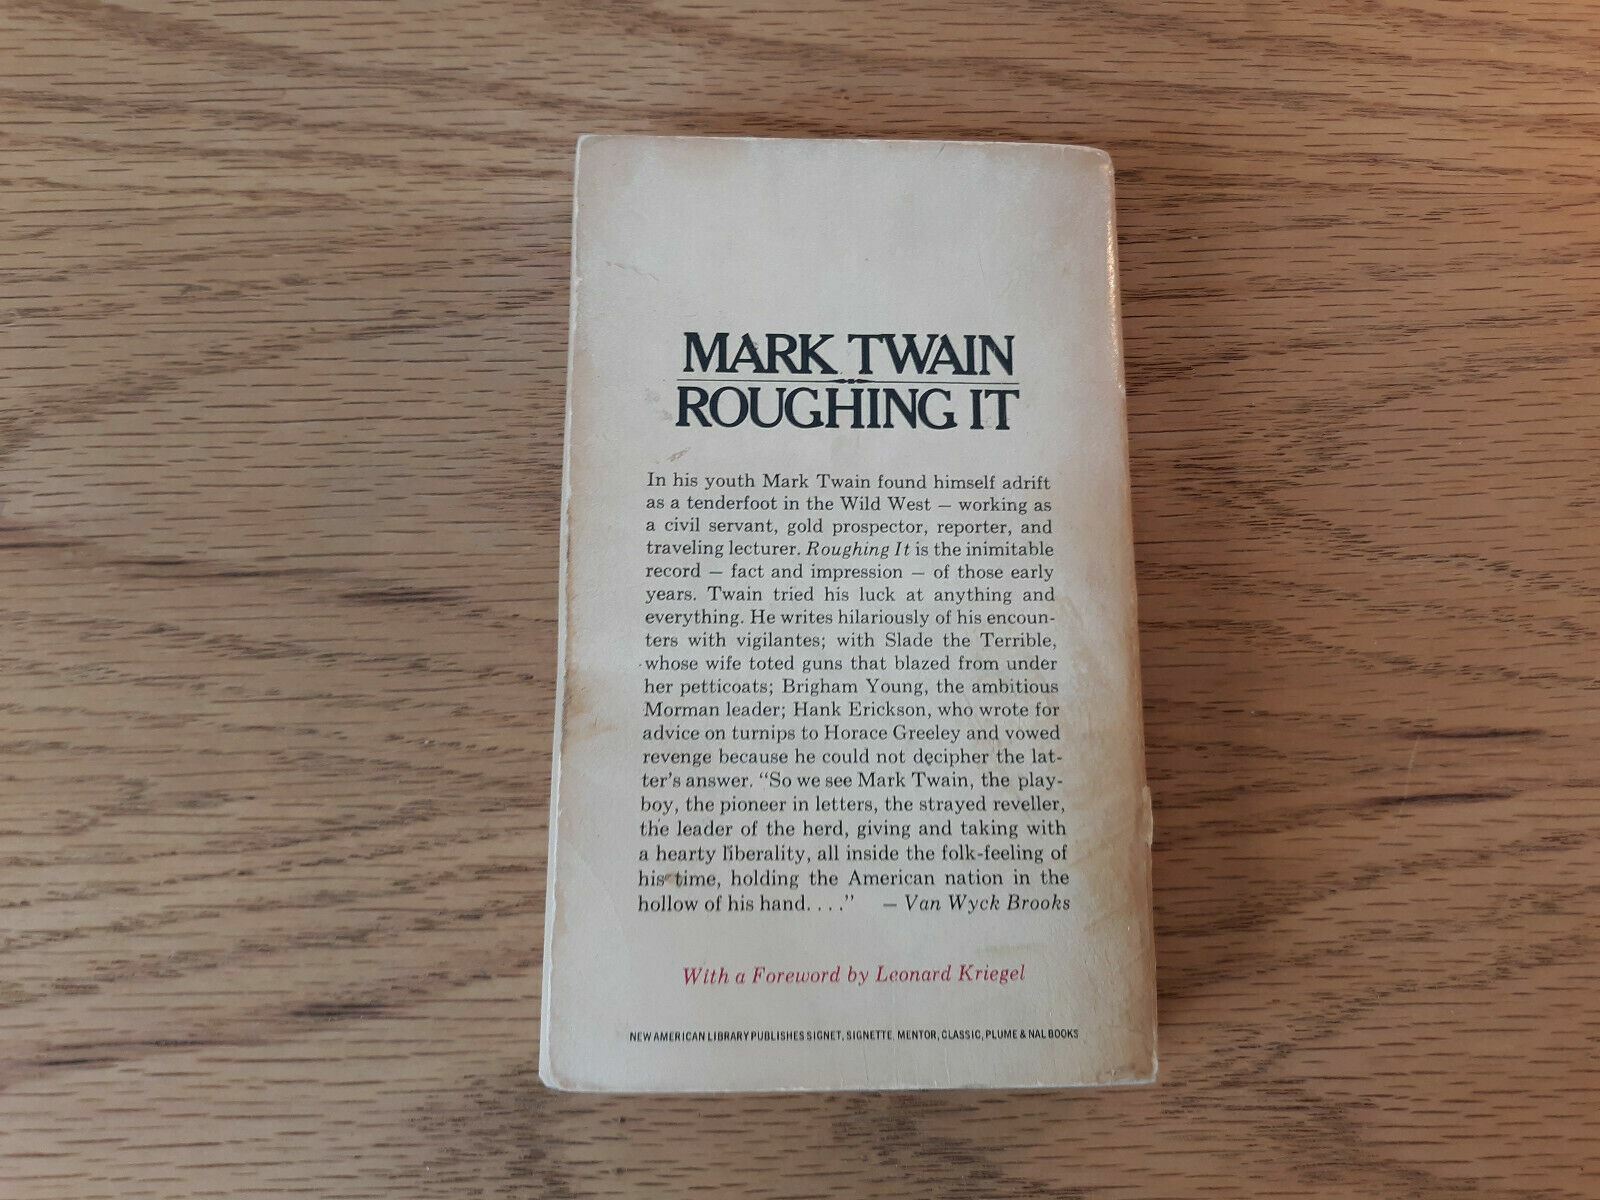 MARK TWAIN
ROUGHING IT
In his youth Mark Twain found himself adrift
as a tenderfoot in the Wild West – working as
a civil servant, gold prospector, reporter, and
traveling lecturer. Roughing It is the inimitable
record – fact and impression – of those early
years. Twain tried his luck at anything and
everything. He writes hilariously of his encoun-
ters with vigilantes; with Slade the Terrible,
whose wife toted guns that blazed from under
her petticoats; Brigham Young, the ambitious
Morman leader; Hank Erickson, who wrote for
advice on turnips to Horace Greeley and vowed
revenge because he could not decipher the lat-
ter's answer. "So we see Mark Twain, the play-
boy, the pioneer in letters, the strayed reveller,
the leader of the herd, giving and taking with
a hearty liberality, all inside the folk-feeling of
his time, holding the American nation in the
hollow of his hand. . . ." – Van Wyck Brooks
With a Foreword by Leonard Kriegel
NEW AMERICAN LIBRARY PUBLISHES SIGNET, SIGNETTE, MENTOR, CLASSIC, PLUME & NAL BOOKS